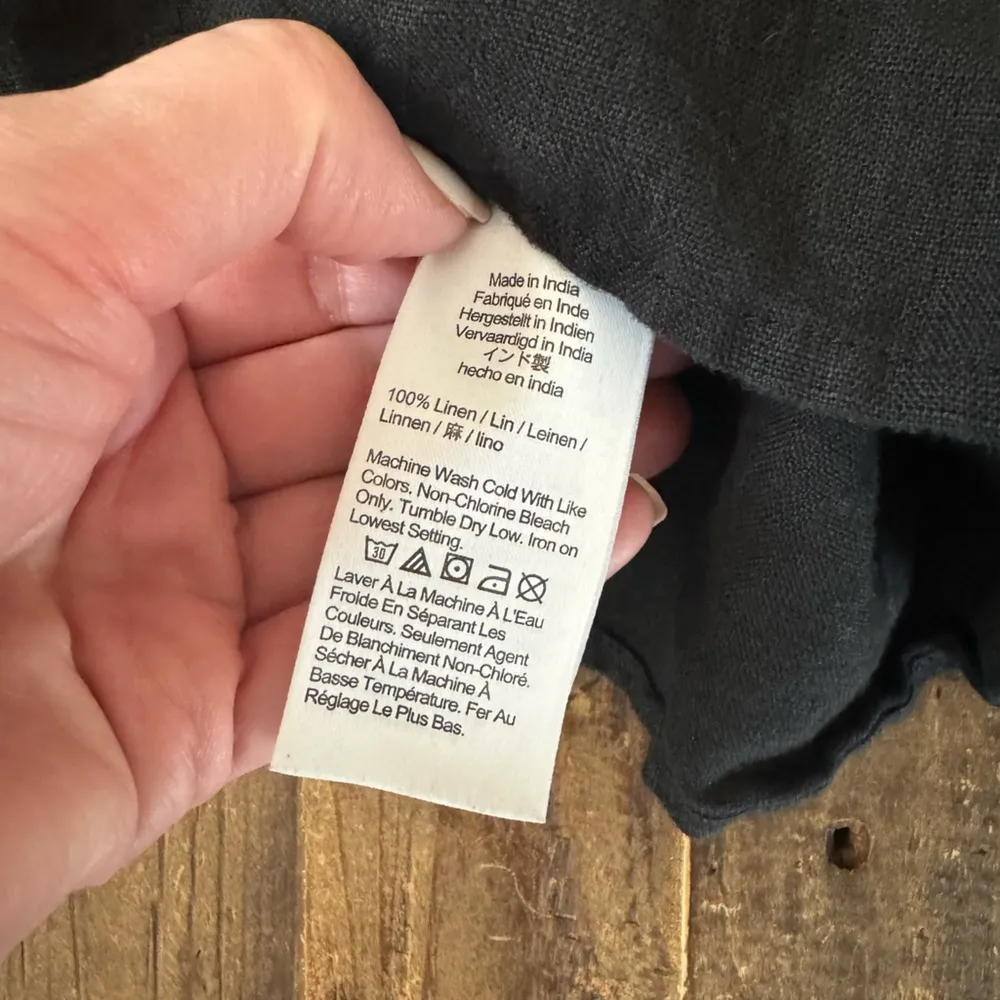 Made in India
Fabriqué en Inde
Hergestellt in Indien
Vervaardigd in India
インド製
hecho en india
100% Linen / Lin / Leinen /
Linnen / 麻 / lino
Machine Wash Cold With Like
Colors, Non-Chlorine Bleach
Only. Tumble Dry Low. Iron on
Lowest Setting.
30
Laver À La Machine À L'Eau
Froide En Séparant Les
Couleurs. Seulement Agent
De Blanchiment Non-Chloré.
Sécher À La Machine À
Basse Température. Fer Au
Réglage Le Plus Bas.